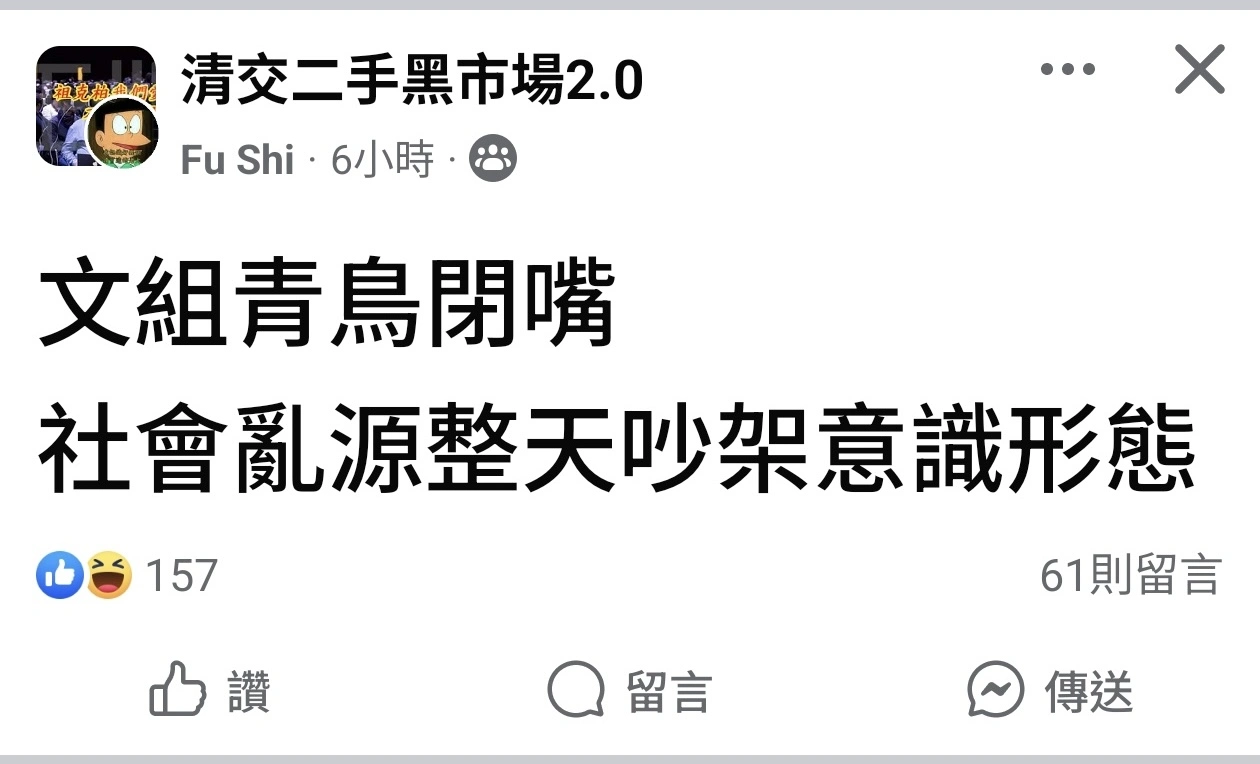 清交二手黑市場2.0
Fu Shi · 6小時 ·
文組青鳥閉嘴
社會亂源整天吵架意識形態
157
61則留言
讚
留言
傳送